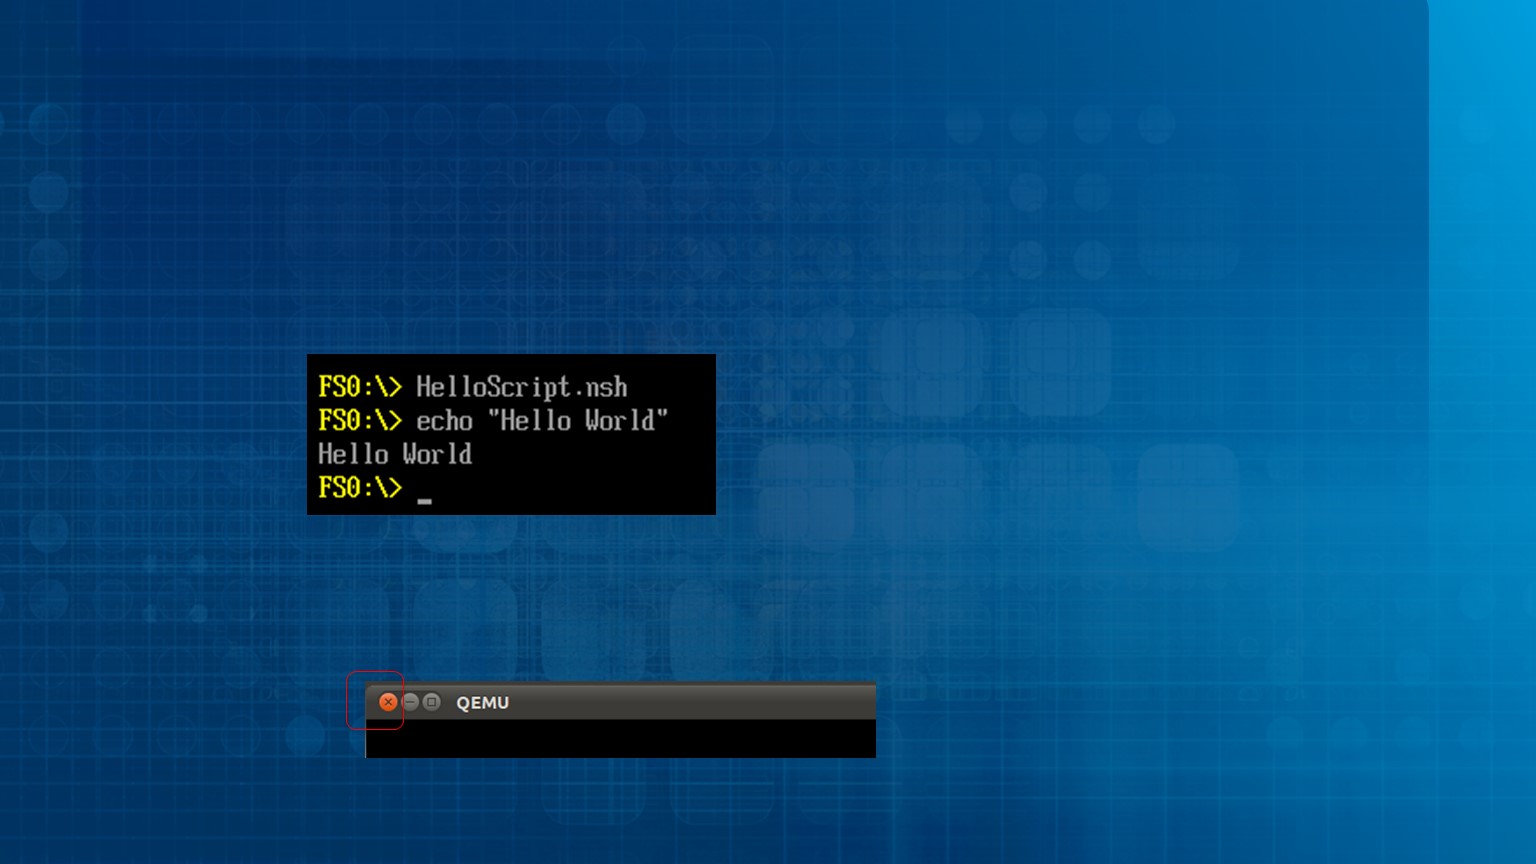 FS0:\> HelloScript.nsh
FS0:\> echo "Hello World"
Hello World
FS0:\> _
QEMU